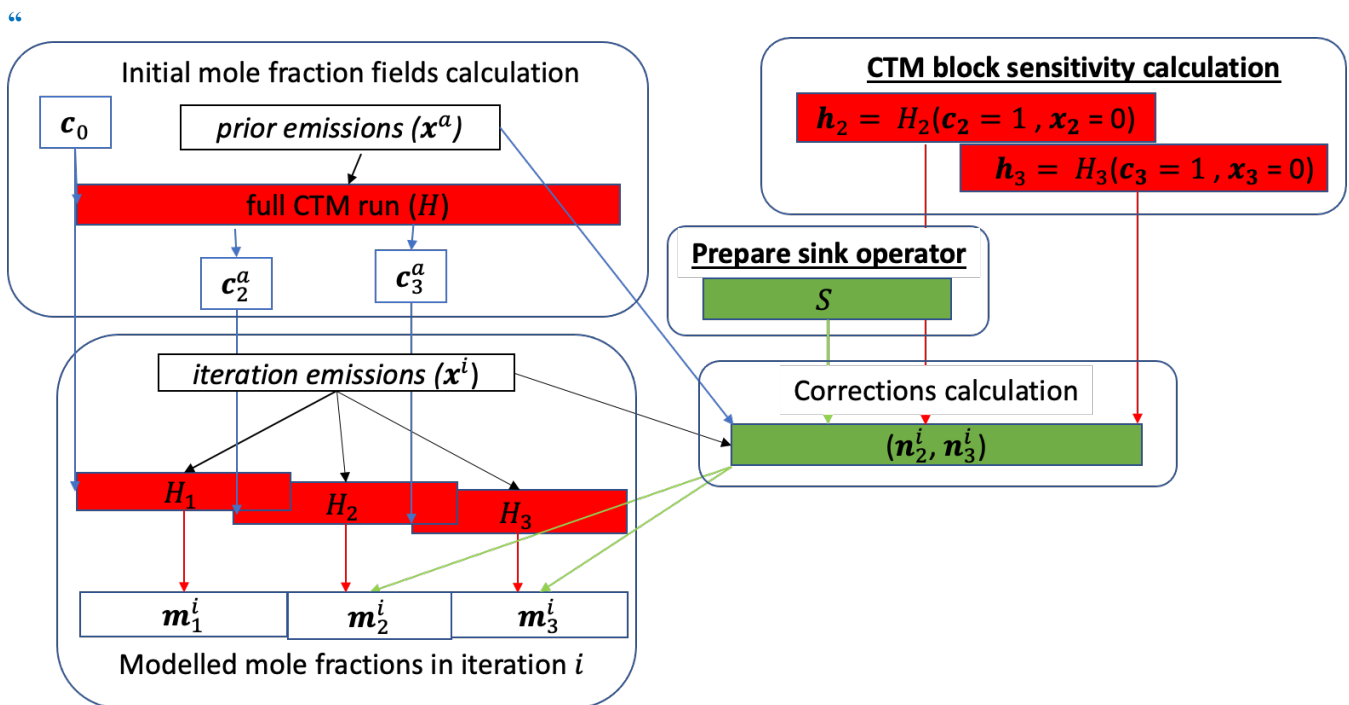 “
Initial mole fraction fields calculation
c₀
prior emissions (xᵃ)
full CTM run (H)
c₂ᵃ
c₃ᵃ
CTM block sensitivity calculation
h₂ = H₂(c₂ = 1 , x₂ = 0)
h₃ = H₃(c₃ = 1 , x₃ = 0)
Prepare sink operator
S
iteration emissions (xⁱ)
Corrections calculation
(n₂ⁱ, n₃ⁱ)
H₁
H₂
H₃
m₁ⁱ
m₂ⁱ
m₃ⁱ
Modelled mole fractions in iteration i